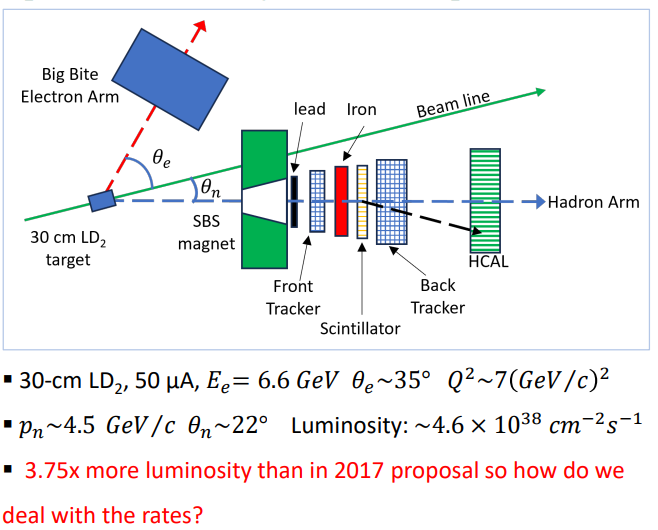 Big Bite
Electron Arm
lead
Iron
Beam line
θₑ
θₙ
Hadron Arm
30 cm LD₂
target
SBS
magnet
HCAL
Front
Tracker
Back
Tracker
Scintillator
▪ 30-cm LD₂, 50 μA, Eₑ= 6.6 GeV θₑ~35° Q²~7(GeV/c)²
▪ pₙ~4.5 GeV/c θₙ~22° Luminosity: ~4.6 × 10³⁸ cm⁻²s⁻¹
▪ 3.75x more luminosity than in 2017 proposal so how do we
deal with the rates?